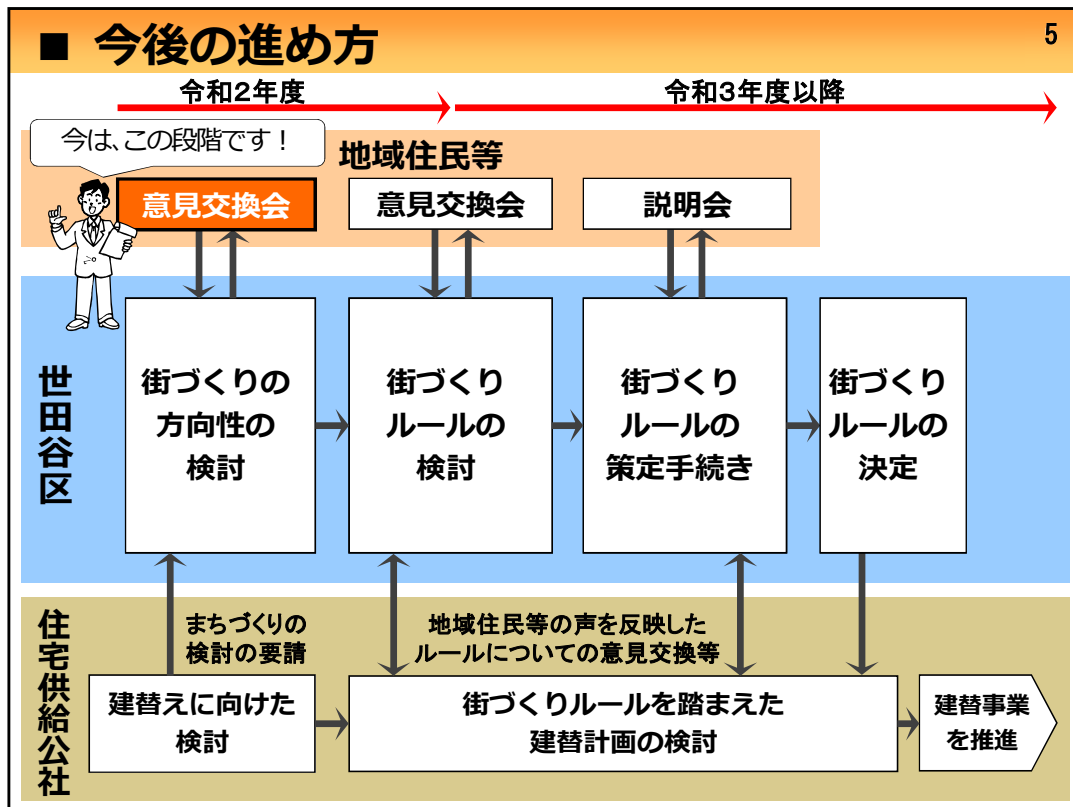 ■ 今後の進め方
5
令和2年度
令和3年度以降
今は、この段階です！
地域住民等
意見交換会
意見交換会
説明会
世田谷区
街づくりの
方向性の
検討
街づくり
ルールの
検討
街づくり
ルールの
策定手続き
街づくり
ルールの
決定
住宅供給公社
まちづくりの
検討の要請
地域住民等の声を反映した
ルールについての意見交換等
建替えに向けた
検討
街づくりルールを踏まえた
建替計画の検討
建替事業
を推進